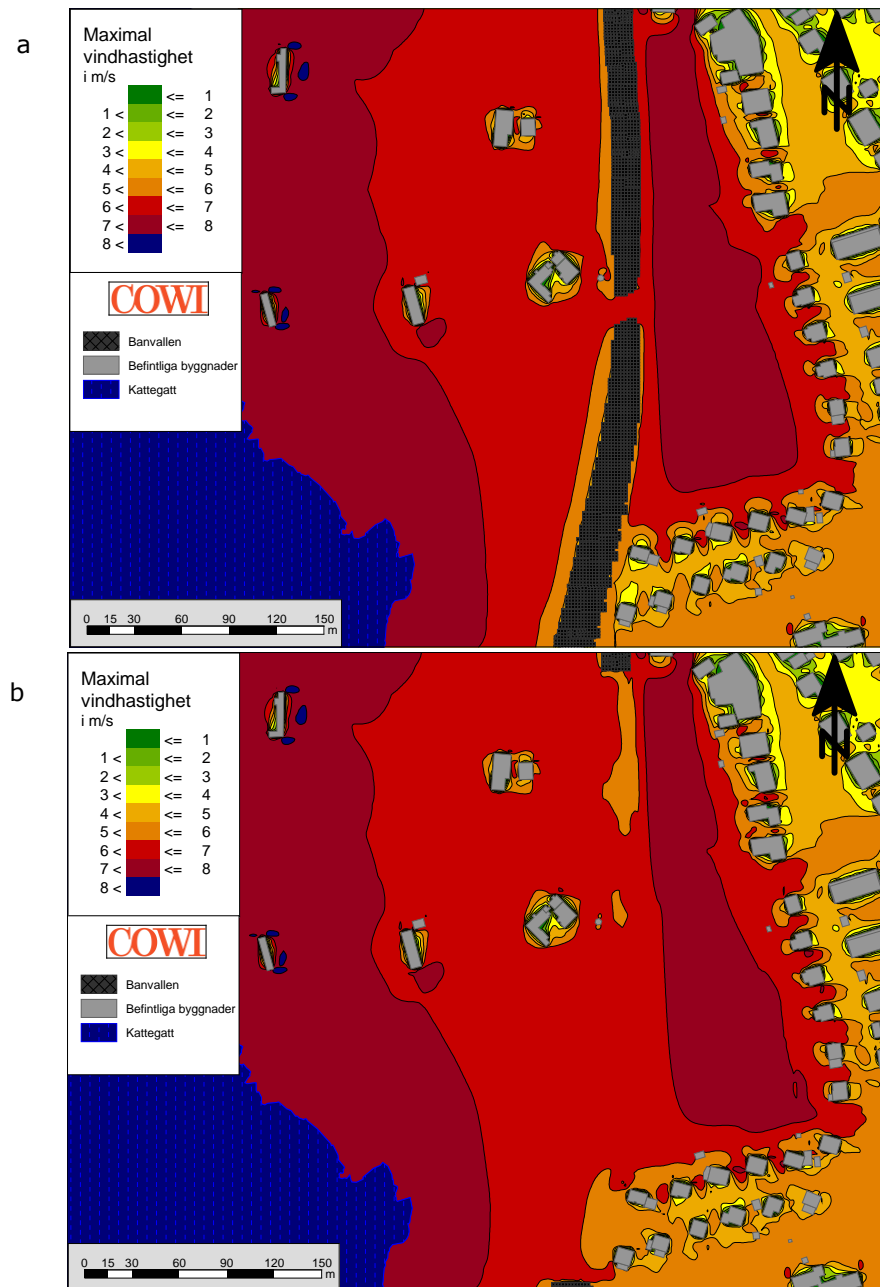 a
Maximal
vindhastighet
i m/s
<= 1
1 < <= 2
2 < <= 3
3 < <= 4
4 < <= 5
5 < <= 6
6 < <= 7
7 < <= 8
8 <
COWI
Banvallen
Befintliga byggnader
Kattegatt
0 15 30 60 90 120 150
m
N
b
Maximal
vindhastighet
i m/s
<= 1
1 < <= 2
2 < <= 3
3 < <= 4
4 < <= 5
5 < <= 6
6 < <= 7
7 < <= 8
8 <
COWI
Banvallen
Befintliga byggnader
Kattegatt
0 15 30 60 90 120 150
m
N